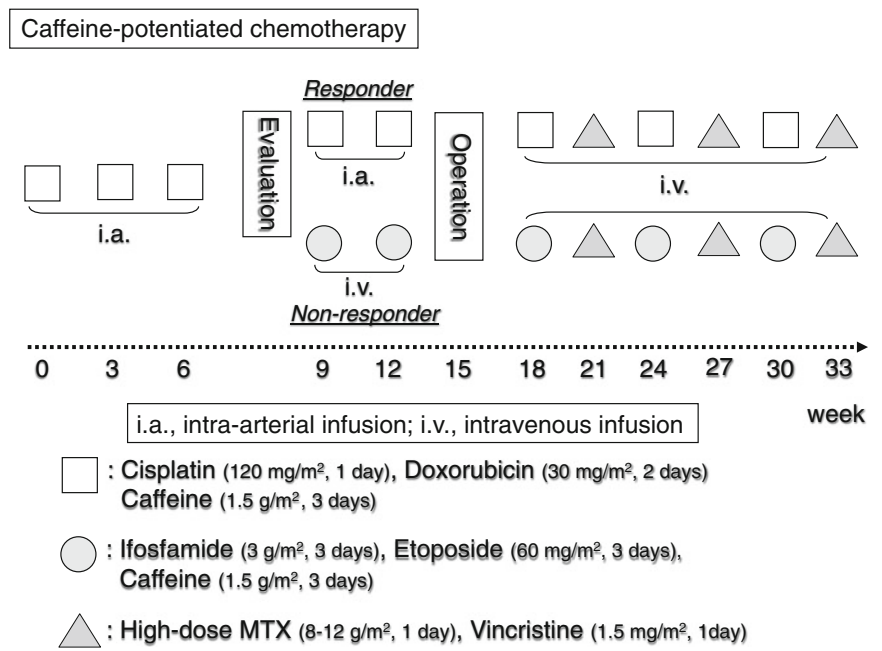 Caffeine-potentiated chemotherapy
Responder
Evaluation
Operation
i.a.
i.a.
i.v.
i.v.
Non-responder
0 3 6 9 12 15 18 21 24 27 30 33
week
i.a., intra-arterial infusion; i.v., intravenous infusion
: Cisplatin (120 mg/m², 1 day), Doxorubicin (30 mg/m², 2 days)
Caffeine (1.5 g/m², 3 days)
: Ifosfamide (3 g/m², 3 days), Etoposide (60 mg/m², 3 days),
Caffeine (1.5 g/m², 3 days)
: High-dose MTX (8-12 g/m², 1 day), Vincristine (1.5 mg/m², 1day)